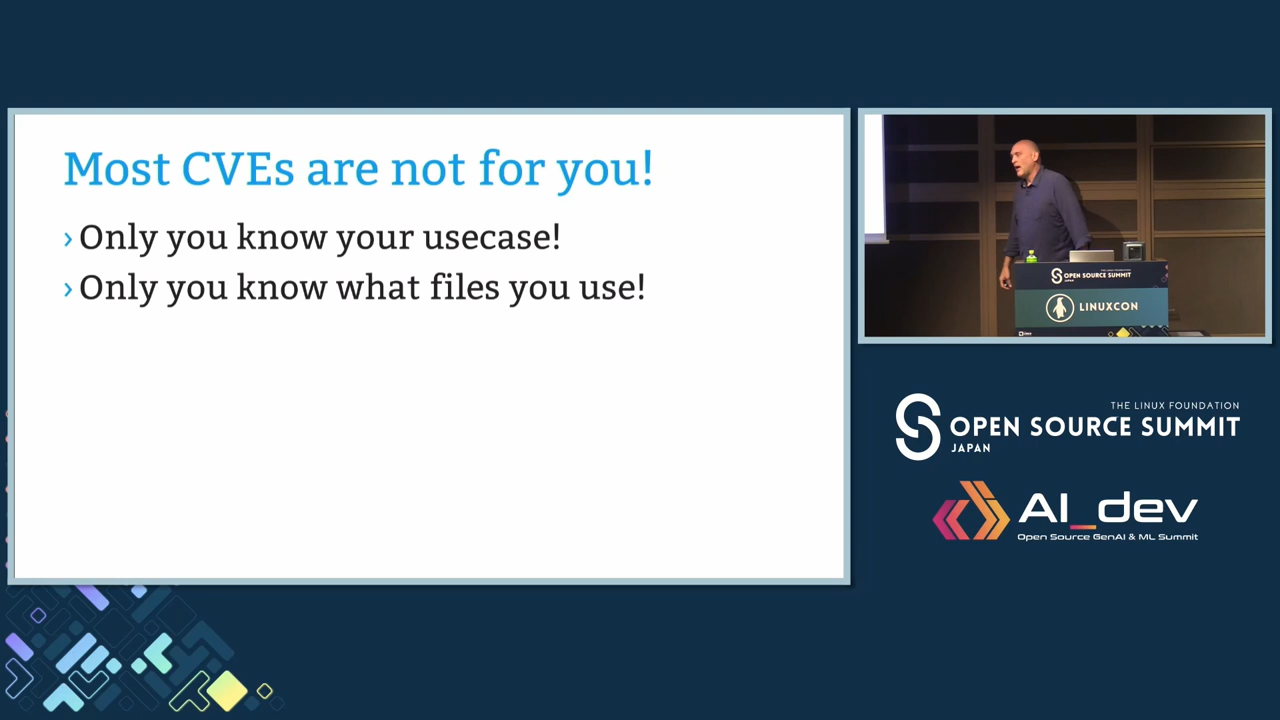 Most CVEs are not for you!
› Only you know your usecase!
› Only you know what files you use!
OPEN SOURCE SUMMIT
JAPAN
LINUXCON
THE LINUX FOUNDATION
OPEN SOURCE SUMMIT
JAPAN
AI_dev
Open Source GenAI & ML Summit